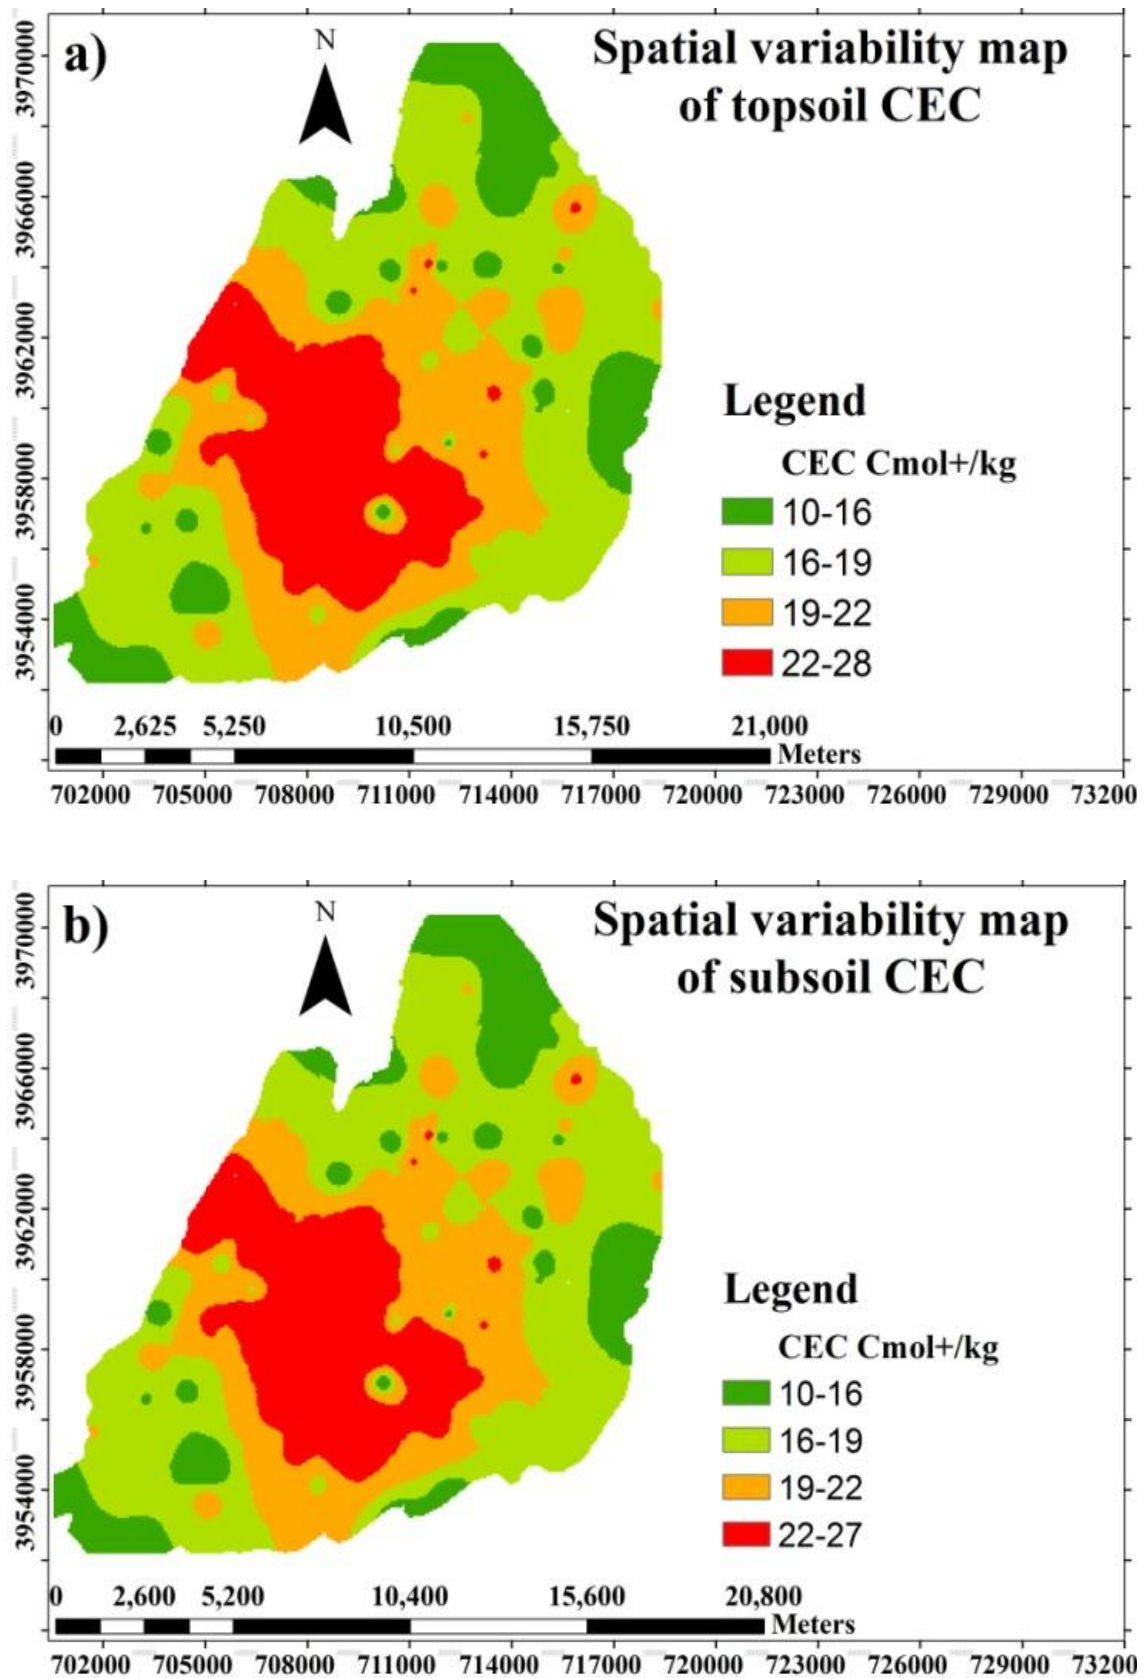 a)
N
Spatial variability map
of topsoil CEC
3970000
3966000
3962000
3958000
3954000
Legend
CEC Cmol+/kg
10-16
16-19
19-22
22-28
0 2,625 5,250 10,500 15,750 21,000
Meters
702000 705000 708000 711000 714000 717000 720000 723000 726000 729000 73200
b)
N
Spatial variability map
of subsoil CEC
3970000
3966000
3962000
3958000
3954000
Legend
CEC Cmol+/kg
10-16
16-19
19-22
22-27
0 2,600 5,200 10,400 15,600 20,800
Meters
702000 705000 708000 711000 714000 717000 720000 723000 726000 729000 73200